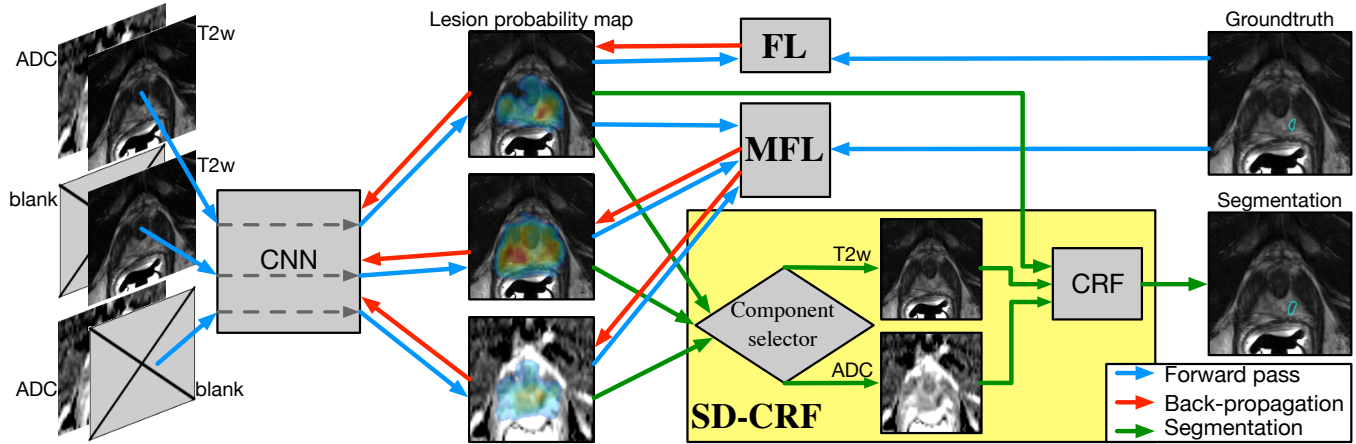 Lesion probability map
Groundtruth
T2w
ADC
FL
T2w
MFL
blank
Segmentation
CNN
T2w
CRF
Component
selector
ADC
ADC
blank
SD-CRF
Forward pass
Back-propagation
Segmentation